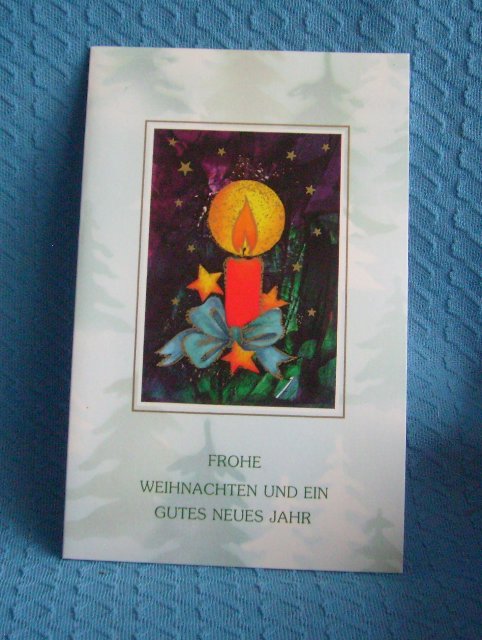 FROHE
WEIHNACHTEN UND EIN
GUTES NEUES JAHR